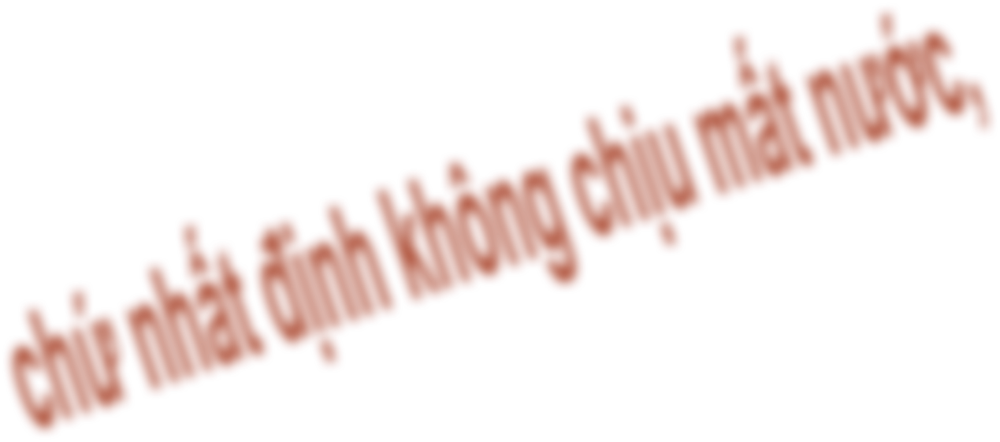 chứ nhất định không chịu mất nước,